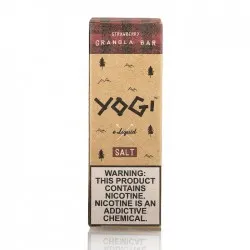 STRAWBERRY
GRANOLA BAR
YOGI
e-Liquid
SALT
WARNING:
THIS PRODUCT
CONTAINS
NICOTINE.
NICOTINE IS AN
ADDICTIVE
CHEMICAL.